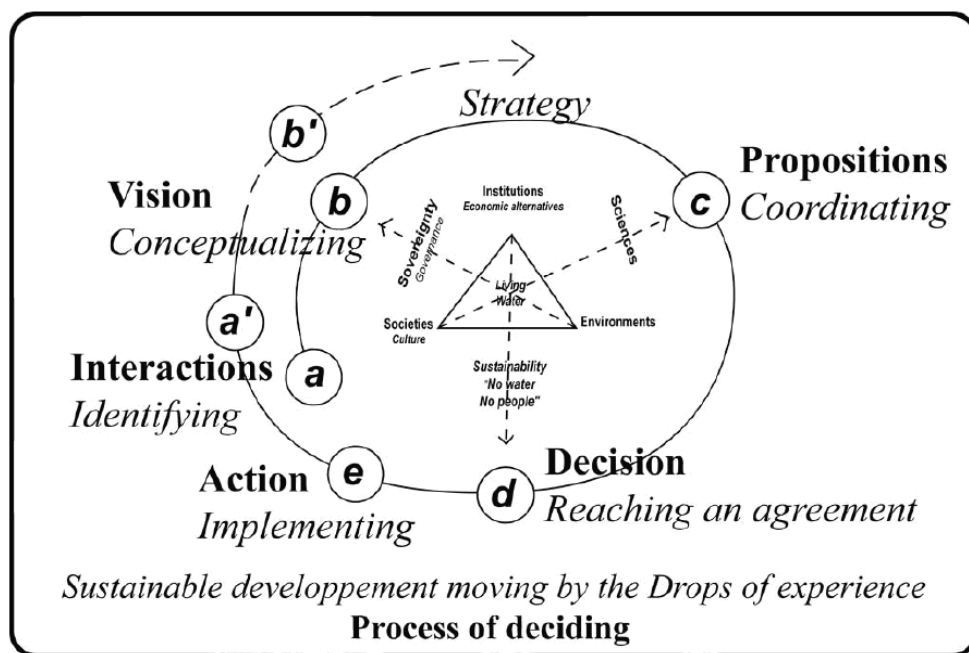 Strategy
b'
b
Vision
Conceptualizing
c
Propositions
Coordinating
Institutions
Economic alternatives
Sovereignty
Governance
Sciences
Living
Water
Societies
Culture
Environments
Sustainability
"No water
No people"
a'
a
Interactions
Identifying
e
Action
Implementing
d
Decision
Reaching an agreement
Sustainable developpement moving by the Drops of experience
Process of deciding